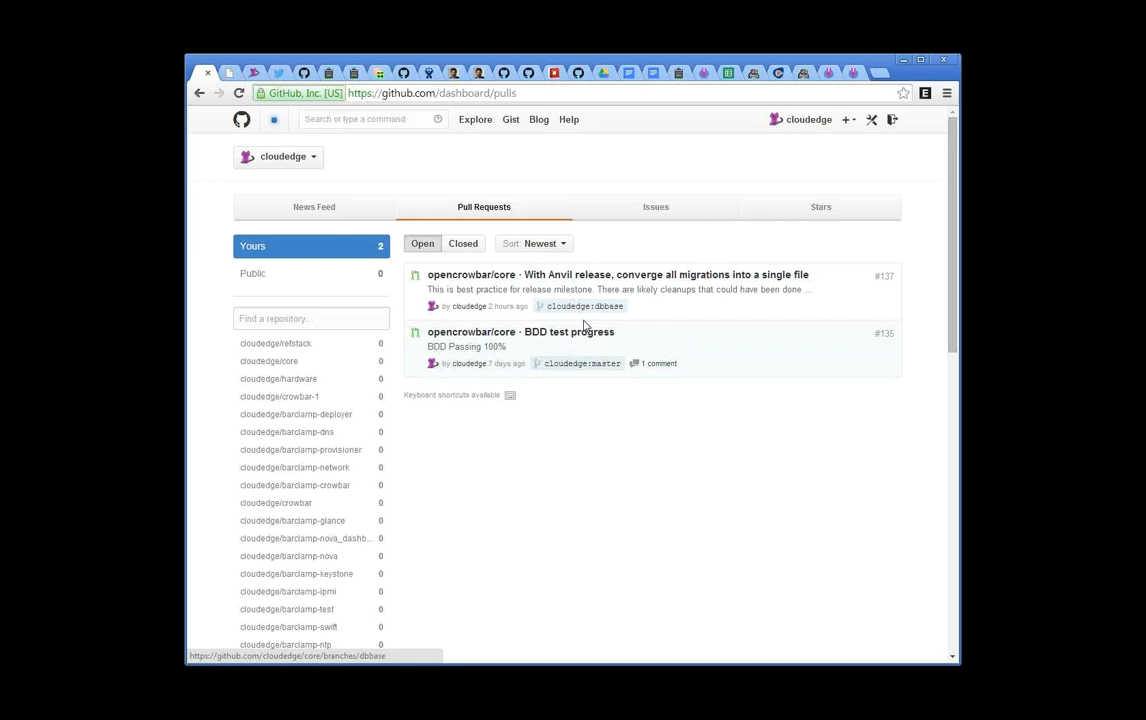 GitHub, Inc. [US] https://github.com/dashboard/pulls
Search or type a command Explore Gist Blog Help cloudedge
cloudedge
News Feed Pull Requests Issues Stars
Yours 2
Public 0
Find a repository…
cloudedge/refstack 0
cloudedge/core 0
cloudedge/hardware 0
cloudedge/crowbar-1 0
cloudedge/barclamp-deployer 0
cloudedge/barclamp-dns 0
cloudedge/barclamp-provisioner 0
cloudedge/barclamp-network 0
cloudedge/barclamp-crowbar 0
cloudedge/crowbar 0
cloudedge/barclamp-glance 0
cloudedge/barclamp-nova_dashb... 0
cloudedge/barclamp-nova 0
cloudedge/barclamp-keystone 0
cloudedge/barclamp-ipmi 0
cloudedge/barclamp-test 0
cloudedge/barclamp-swift 0
cloudedge/barclamp-ntp 0
Open Closed Sort: Newest
opencrowbar/core · With Anvil release, converge all migrations into a single file #137
This is best practice for release milestone. There are likely cleanups that could have been done ...
by cloudedge 2 hours ago cloudedge:dbbase
opencrowbar/core · BDD test progress #135
BDD Passing 100%
by cloudedge 7 days ago cloudedge:master 1 comment
Keyboard shortcuts available
https://github.com/cloudedge/core/branches/dbbase